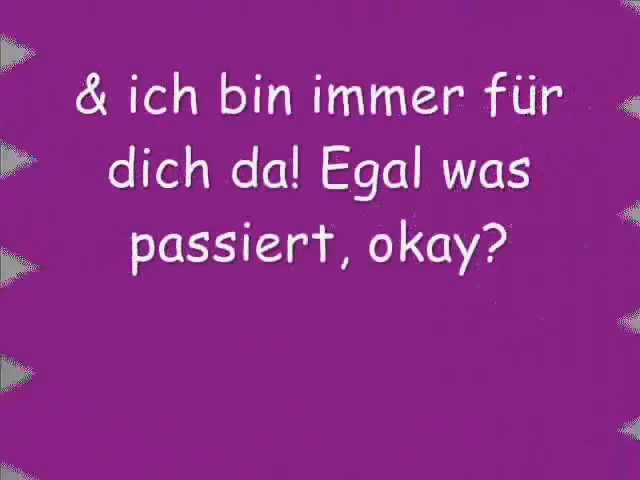 & ich bin immer für
dich da! Egal was
passiert, okay?